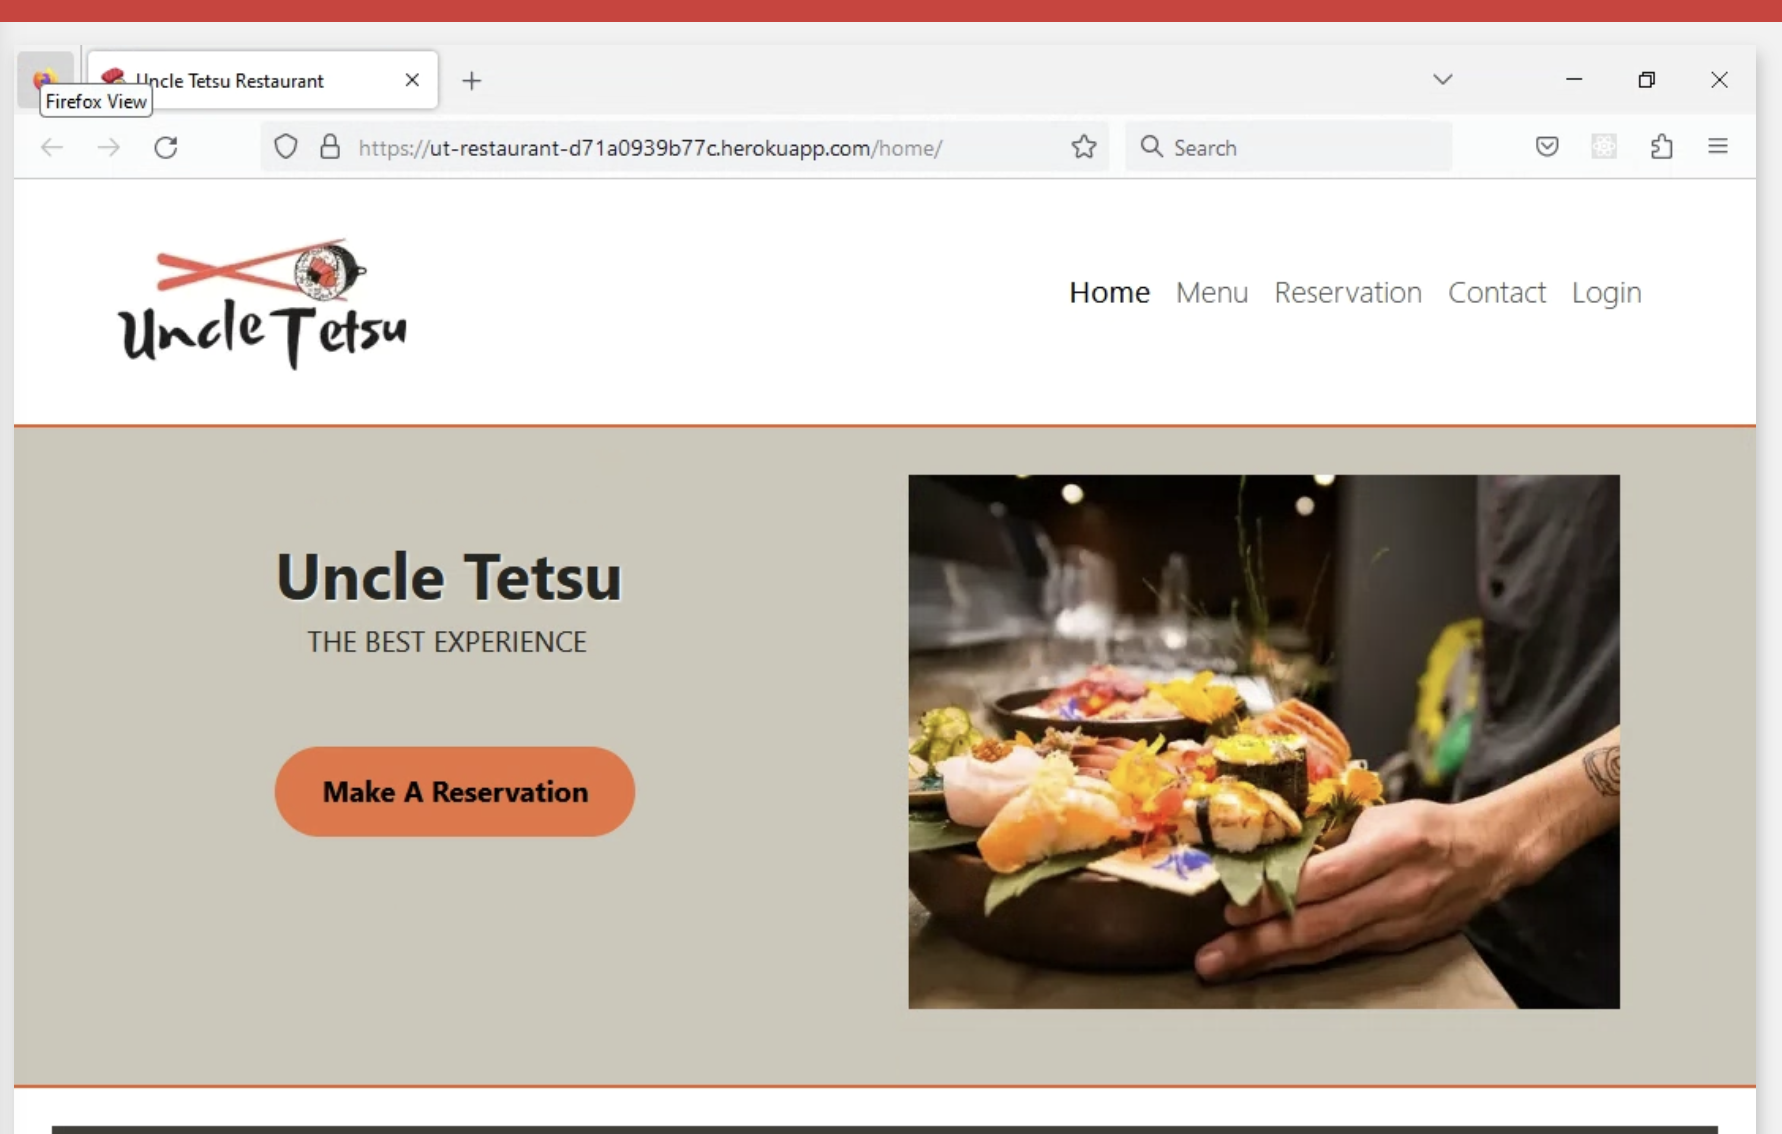 Uncle Tetsu Restaurant
Firefox View
https://ut-restaurant-d71a0939b77c.herokuapp.com/home/
Search
Uncle Tetsu
Home Menu Reservation Contact Login
Uncle Tetsu
THE BEST EXPERIENCE
Make A Reservation